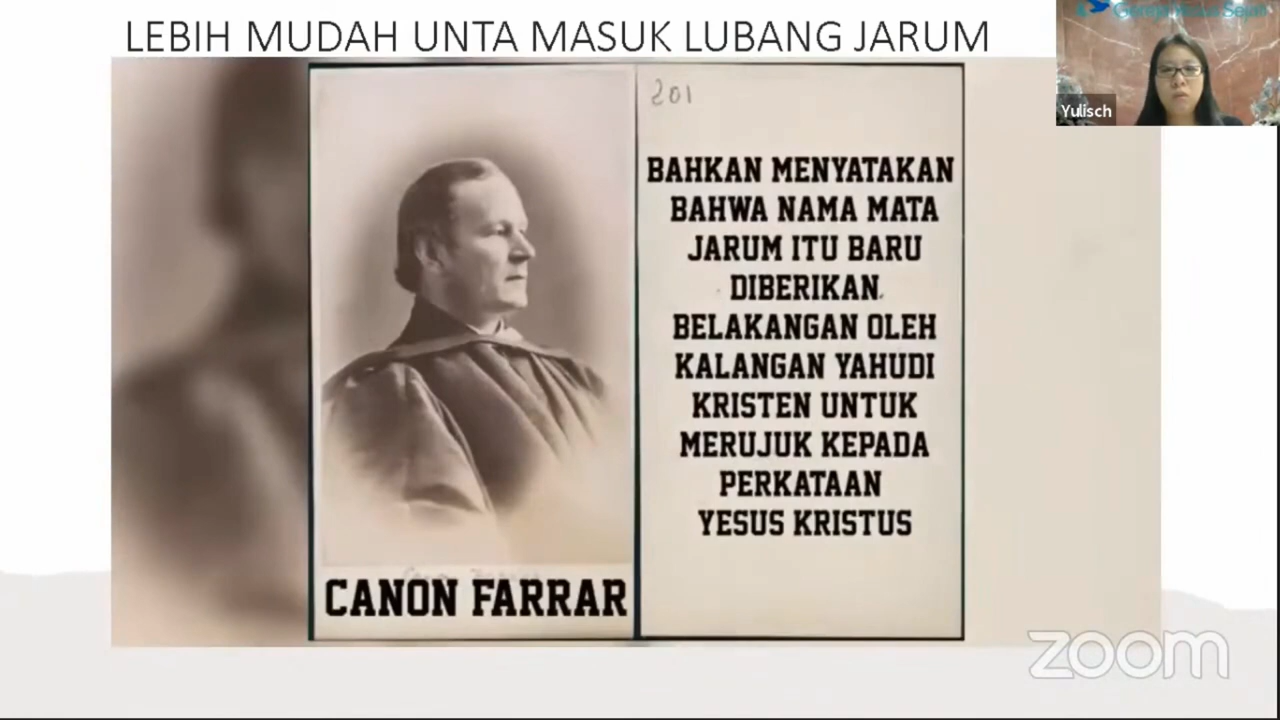 LEBIH MUDAH UNTA MASUK LUBANG JARUM
Yulisch
201
BAHKAN MENYATAKAN
BAHWA NAMA MATA
JARUM ITU BARU
DIBERIKAN
BELAKANGAN OLEH
KALANGAN YAHUDI
KRISTEN UNTUK
MERUJUK KEPADA
PERKATAAN
YESUS KRISTUS
CANON FARRAR
zoom